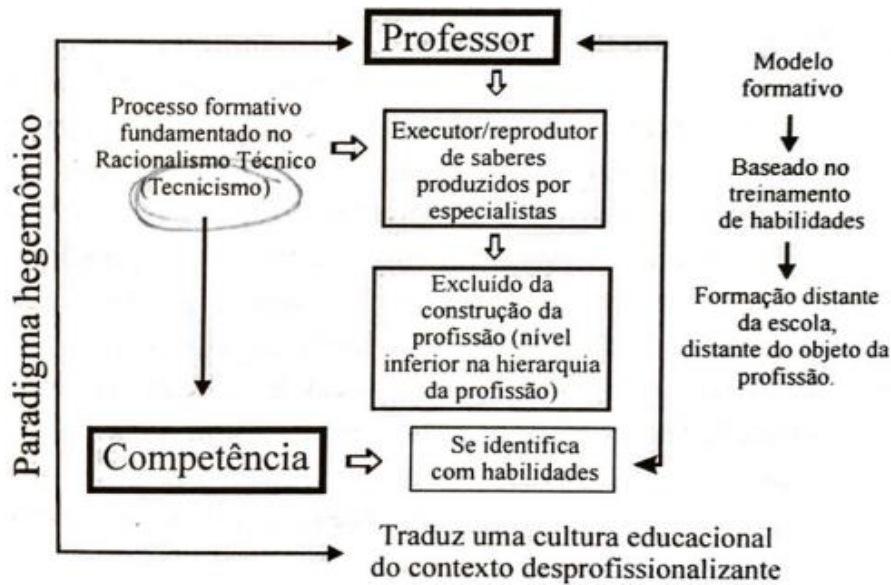 Professor
Processo formativo
fundamentado no
Racionalismo Técnico
(Tecnicismo)
Executor/reprodutor
de saberes
produzidos por
especialistas
Excluído da
construção da
profissão (nível
inferior na hierarquia
da profissão)
Competência
Se identifica
com habilidades
Traduz uma cultura educacional
do contexto desprofissionalizante
Paradigma hegemônico
Modelo
formativo
Baseado no
treinamento
de habilidades
Formação distante
da escola,
distante do objeto da
profissão.